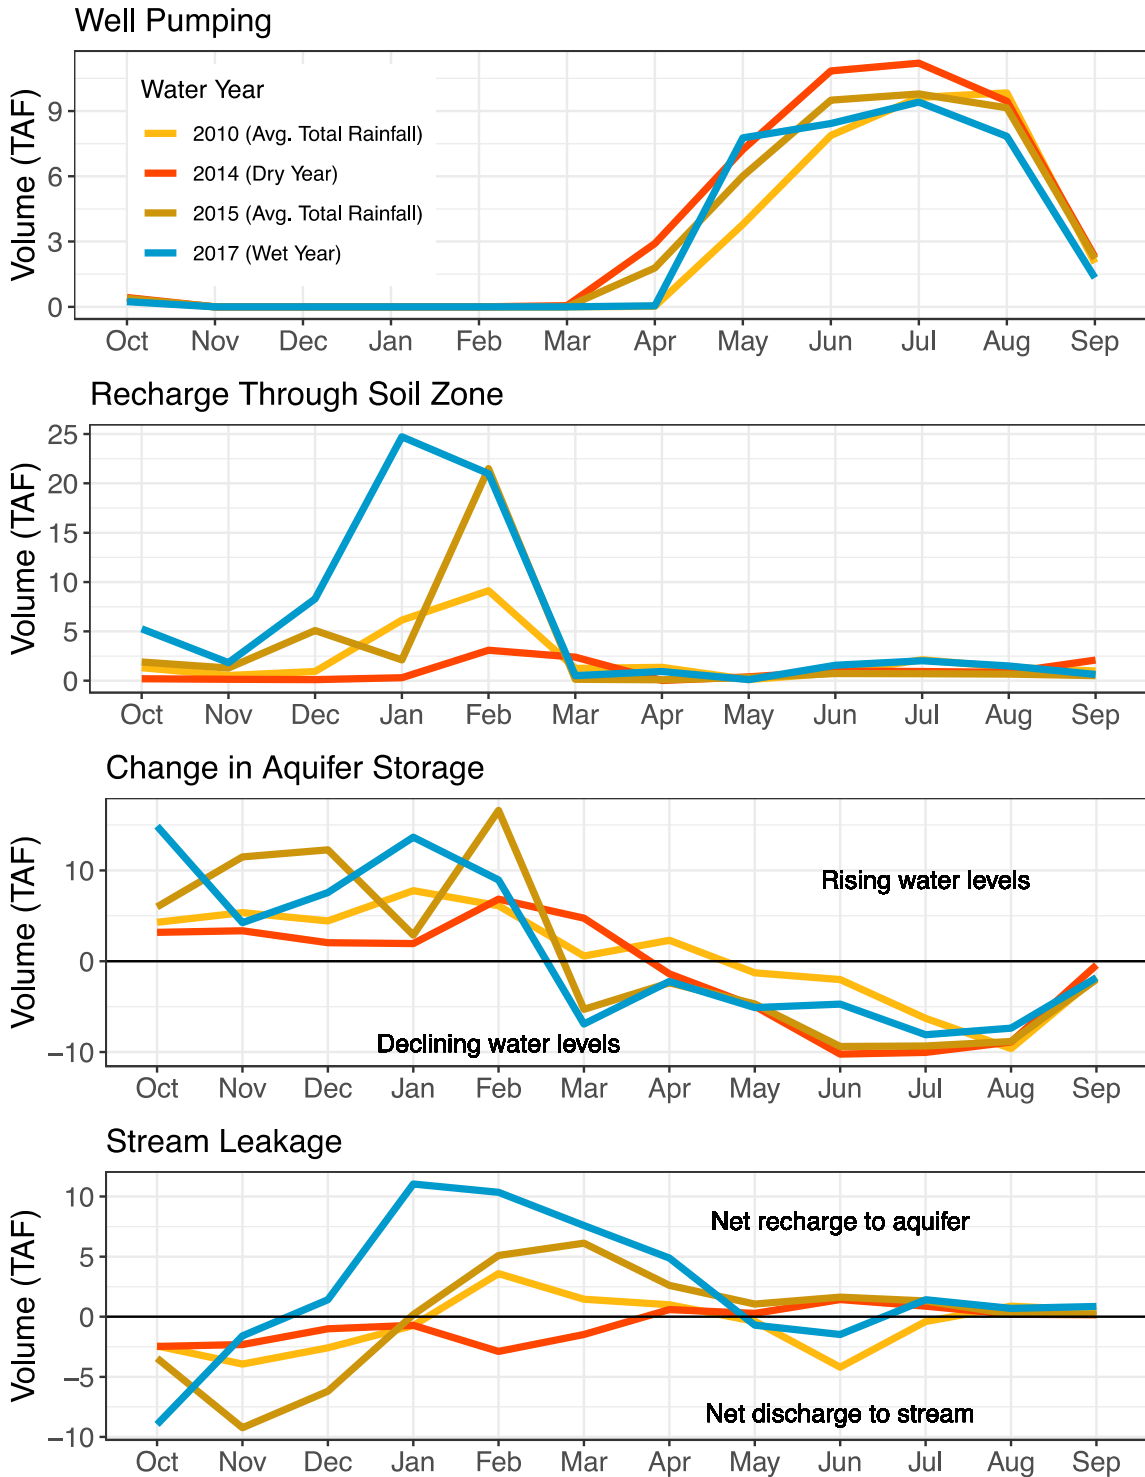 Well Pumping
Volume (TAF)
9
6
3
0
Water Year
2010 (Avg. Total Rainfall)
2014 (Dry Year)
2015 (Avg. Total Rainfall)
2017 (Wet Year)
Oct Nov Dec Jan Feb Mar Apr May Jun Jul Aug Sep
Recharge Through Soil Zone
Volume (TAF)
25
20
15
10
5
0
Oct Nov Dec Jan Feb Mar Apr May Jun Jul Aug Sep
Change in Aquifer Storage
Volume (TAF)
10
0
−10
Rising water levels
Declining water levels
Oct Nov Dec Jan Feb Mar Apr May Jun Jul Aug Sep
Stream Leakage
Volume (TAF)
10
5
0
−5
−10
Net recharge to aquifer
Net discharge to stream
Oct Nov Dec Jan Feb Mar Apr May Jun Jul Aug Sep